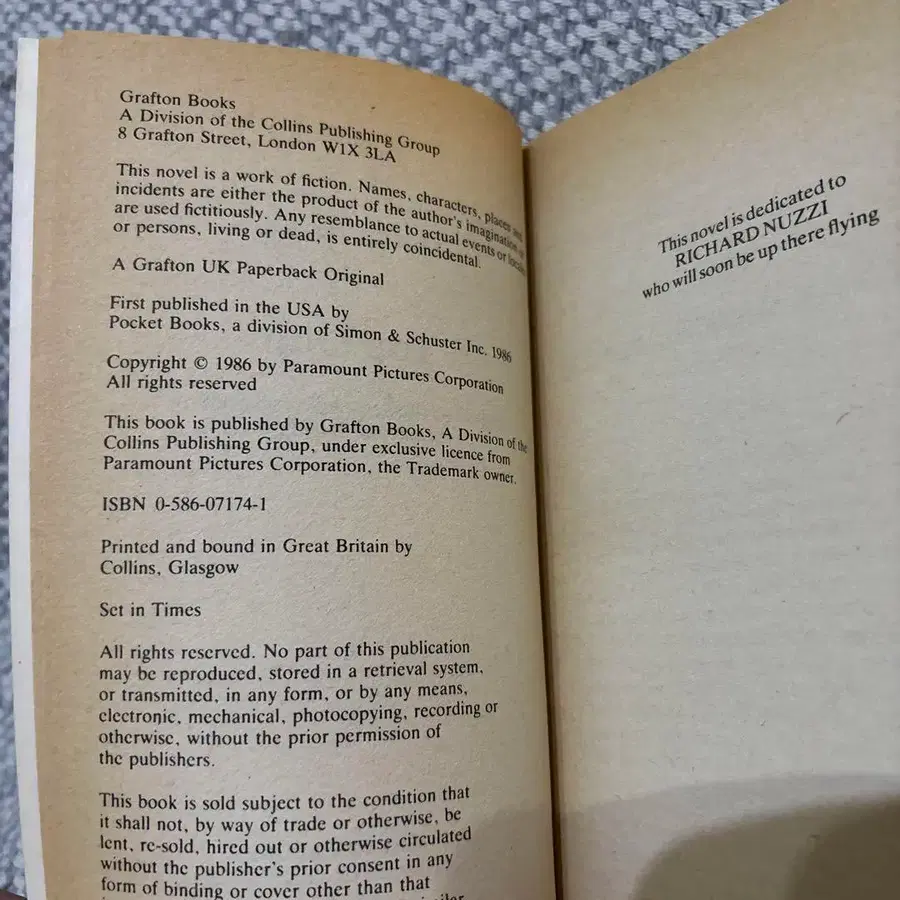 Grafton Books
A Division of the Collins Publishing Group
8 Grafton Street, London W1X 3LA
This novel is a work of fiction. Names, characters, places and
incidents are either the product of the author's imagination or
are used fictitiously. Any resemblance to actual events or locales
or persons, living or dead, is entirely coincidental.
A Grafton UK Paperback Original
First published in the USA by
Pocket Books, a division of Simon & Schuster Inc. 1986
Copyright © 1986 by Paramount Pictures Corporation
All rights reserved
This book is published by Grafton Books, A Division of the
Collins Publishing Group, under exclusive licence from
Paramount Pictures Corporation, the Trademark owner.
ISBN 0-586-07174-1
Printed and bound in Great Britain by
Collins, Glasgow
Set in Times
All rights reserved. No part of this publication
may be reproduced, stored in a retrieval system,
or transmitted, in any form, or by any means,
electronic, mechanical, photocopying, recording or
otherwise, without the prior permission of
the publishers.
This book is sold subject to the condition that
it shall not, by way of trade or otherwise, be
lent, re-sold, hired out or otherwise circulated
without the publisher's prior consent in any
form of binding or cover other than that
This novel is dedicated to
RICHARD NUZZI
who will soon be up there flying